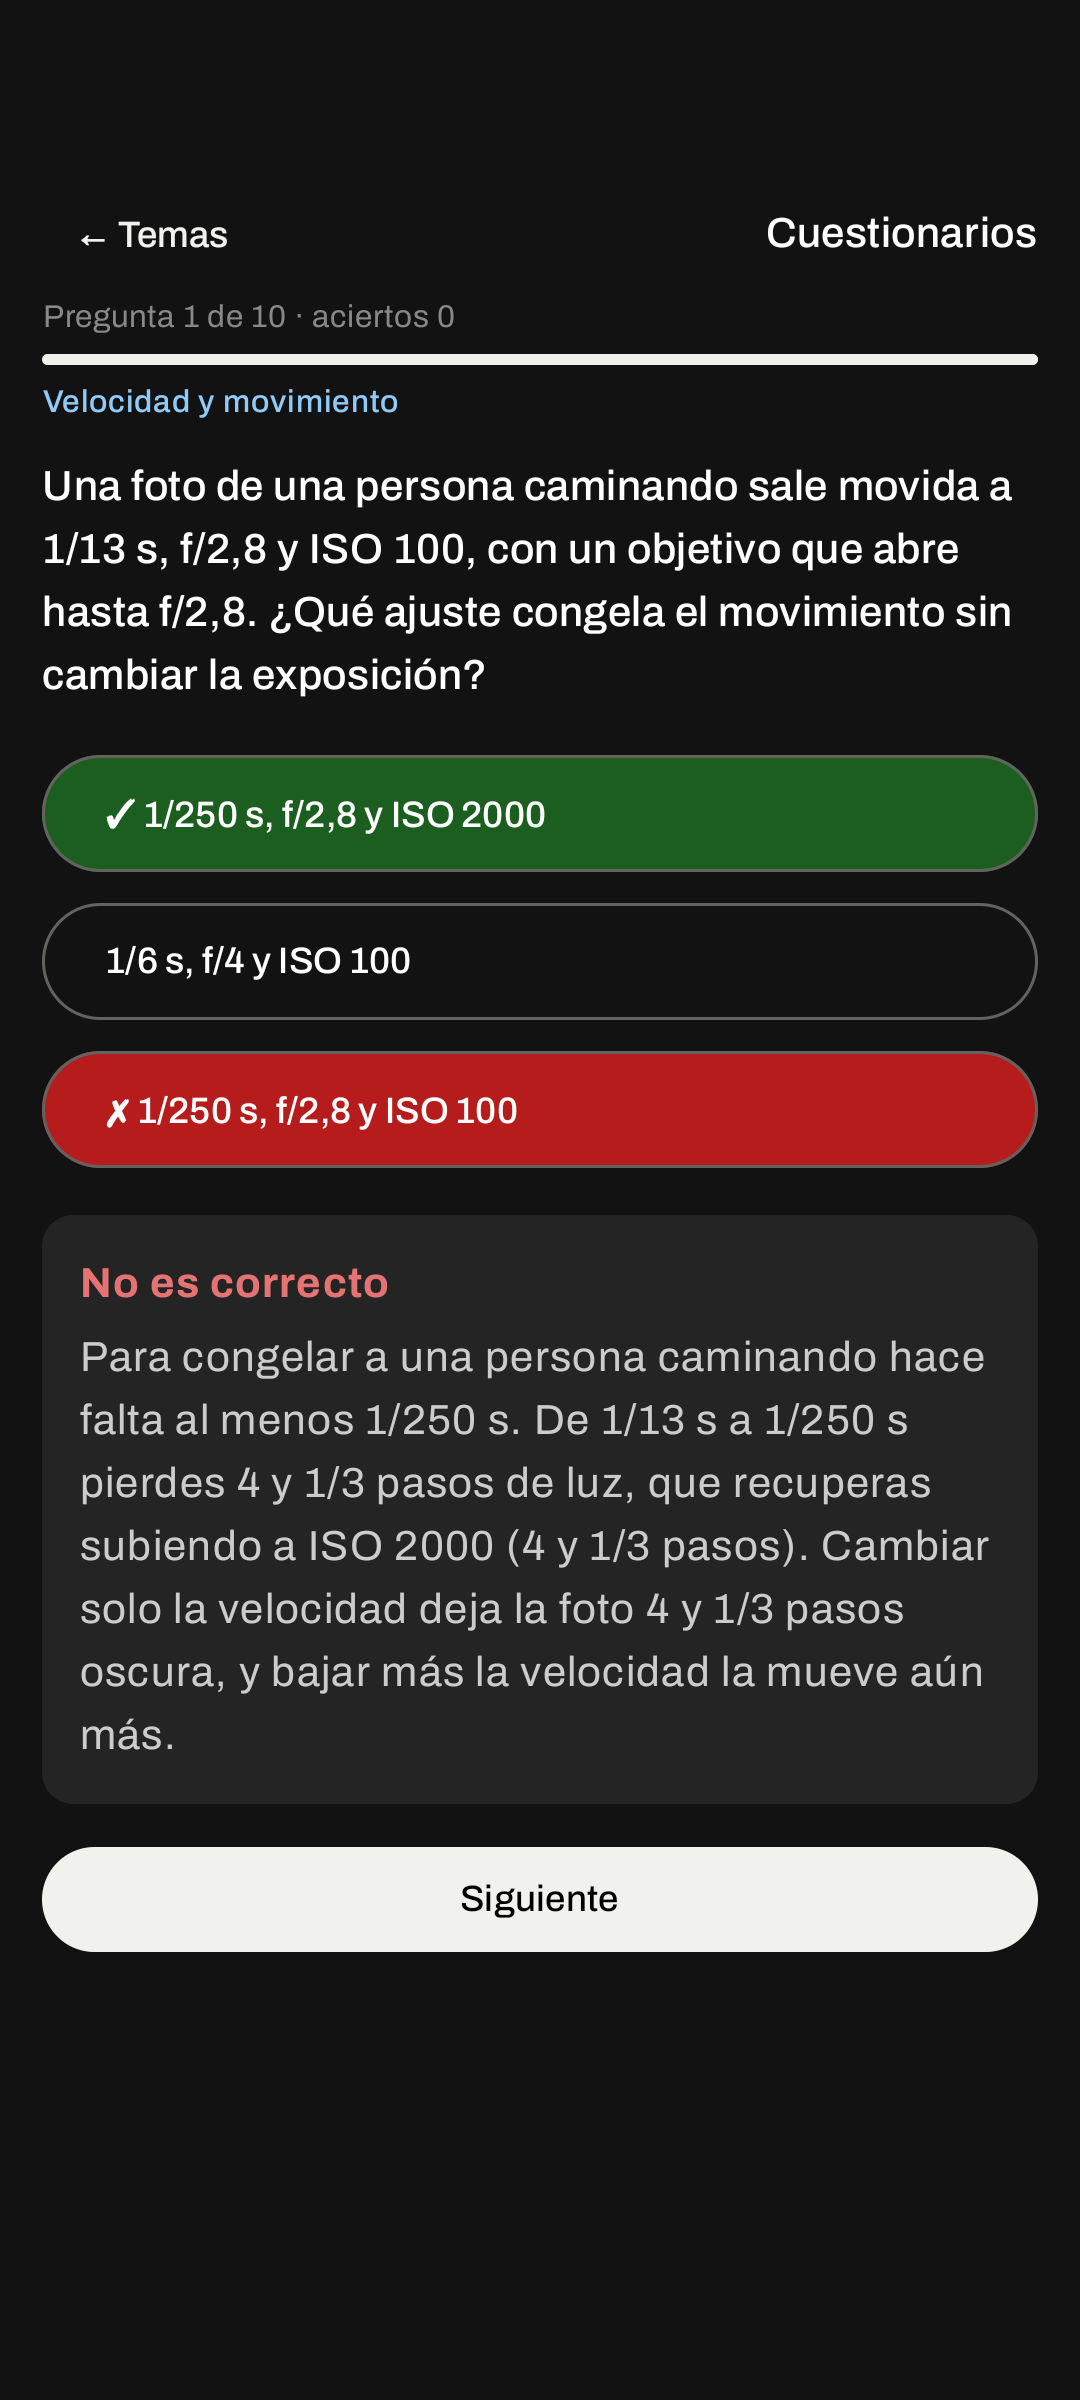 ← Temas
Cuestionarios
Pregunta 1 de 10 · aciertos 0
Velocidad y movimiento
Una foto de una persona caminando sale movida a
1/13 s, f/2,8 y ISO 100, con un objetivo que abre
hasta f/2,8. ¿Qué ajuste congela el movimiento sin
cambiar la exposición?
✓ 1/250 s, f/2,8 y ISO 2000
1/6 s, f/4 y ISO 100
✗ 1/250 s, f/2,8 y ISO 100
No es correcto
Para congelar a una persona caminando hace
falta al menos 1/250 s. De 1/13 s a 1/250 s
pierdes 4 y 1/3 pasos de luz, que recuperas
subiendo a ISO 2000 (4 y 1/3 pasos). Cambiar
solo la velocidad deja la foto 4 y 1/3 pasos
oscura, y bajar más la velocidad la mueve aún
más.
Siguiente